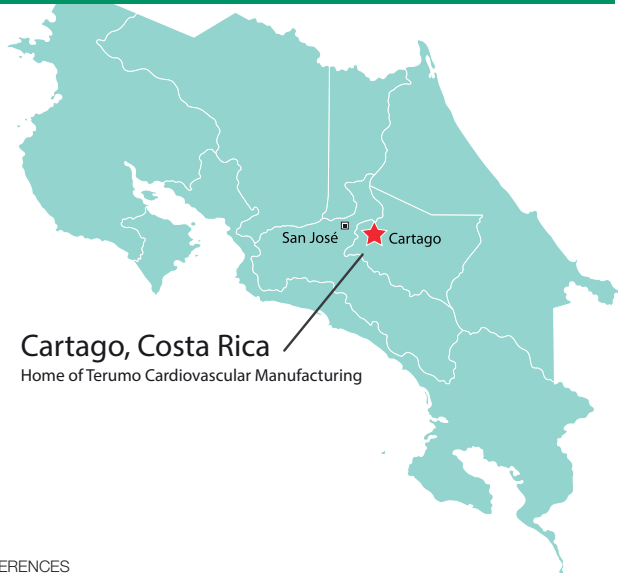 San José
Cartago
Cartago, Costa Rica
Home of Terumo Cardiovascular Manufacturing
ERENCES